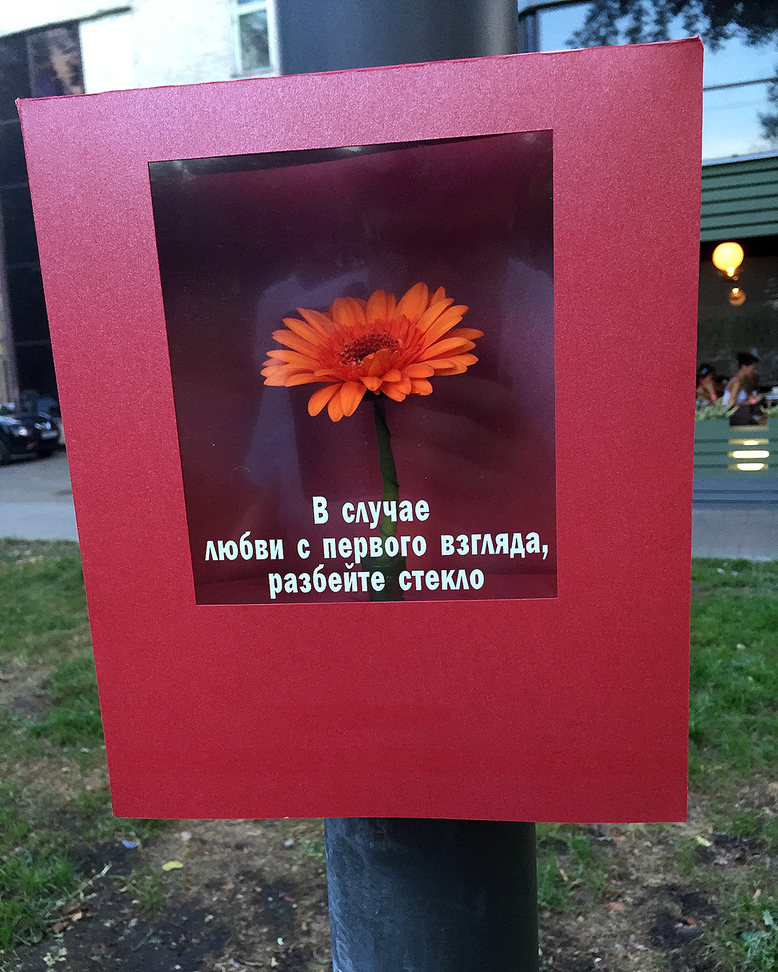 В случае
любви с первого взгляда,
разбейте стекло